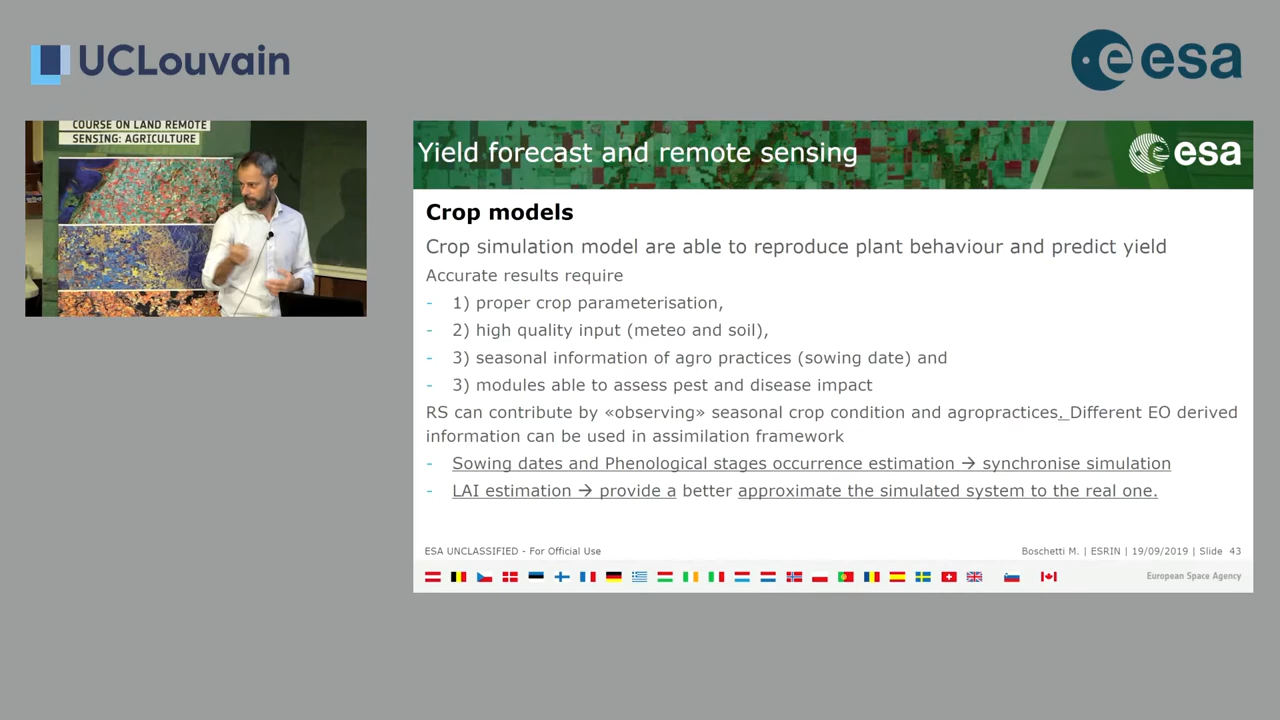 UCLouvain
esa
COURSE ON LAND REMOTE
SENSING: AGRICULTURE
Yield forecast and remote sensing
esa
Crop models
Crop simulation model are able to reproduce plant behaviour and predict yield
Accurate results require
- 1) proper crop parameterisation,
- 2) high quality input (meteo and soil),
- 3) seasonal information of agro practices (sowing date) and
- 3) modules able to assess pest and disease impact
RS can contribute by «observing» seasonal crop condition and agropractices. Different EO derived
information can be used in assimilation framework
- Sowing dates and Phenological stages occurrence estimation → synchronise simulation
- LAI estimation → provide a better approximate the simulated system to the real one.
ESA UNCLASSIFIED - For Official Use
Boschetti M. | ESRIN | 19/09/2019 | Slide 43
European Space Agency